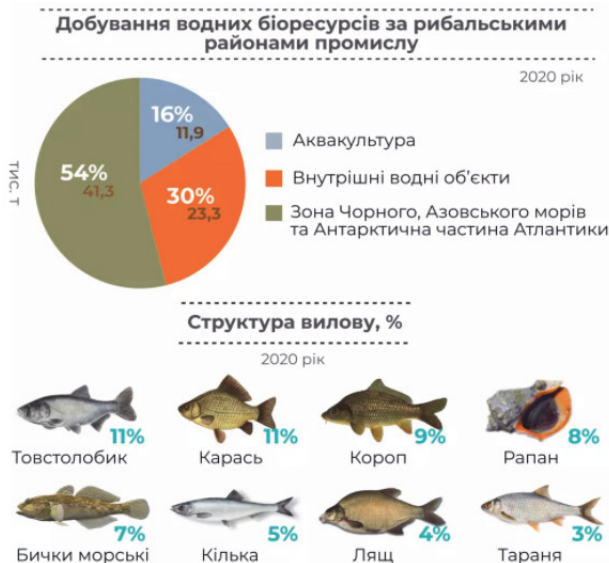 Добування водних біоресурсів за рибальськими
районами промислу
2020 рік
тис. т
16%
11,9
54%
41,3
30%
23,3
Аквакультура
Внутрішні водні об’єкти
Зона Чорного, Азовського морів
та Антарктична частина Атлантики
Структура вилову, %
2020 рік
11%
Товстолобик
11%
Карась
9%
Короп
8%
Рапан
7%
Бички морські
5%
Кілька
4%
Лящ
3%
Тараня